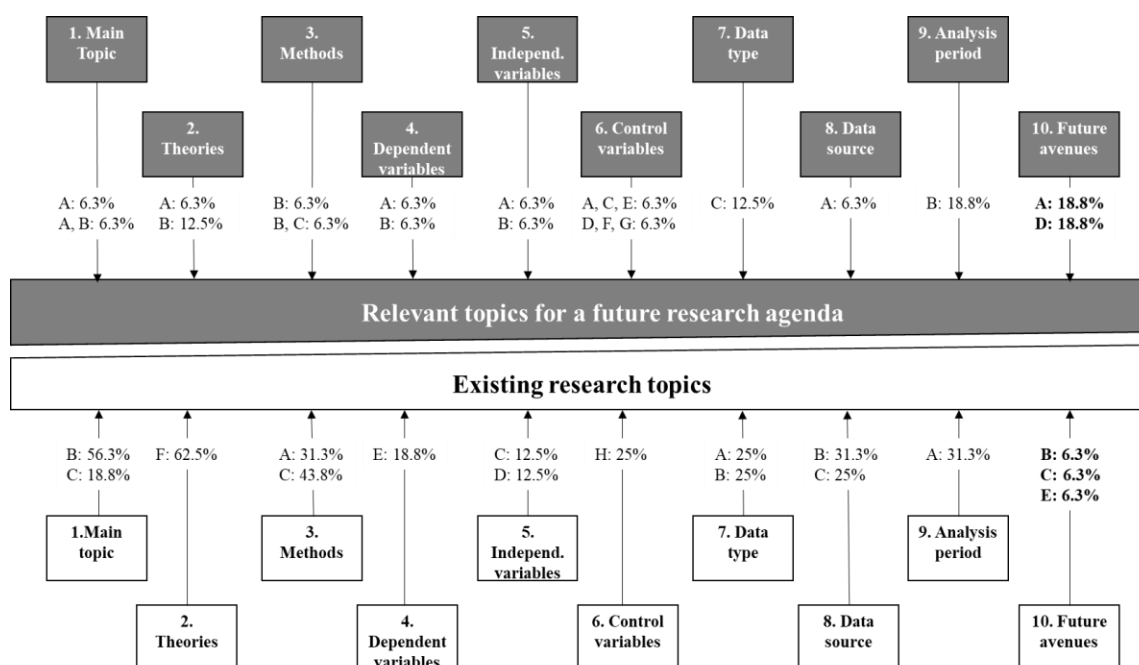 1. Main
Topic
3.
Methods
5.
Independ.
variables
7. Data
type
9. Analysis
period
2.
Theories
4.
Dependent
variables
6. Control
variables
8. Data
source
10. Future
avenues
A: 6.3%
A, B: 6.3%
A: 6.3%
B: 12.5%
B: 6.3%
B, C: 6.3%
A: 6.3%
B: 6.3%
A: 6.3%
B: 6.3%
A, C, E: 6.3%
D, F, G: 6.3%
C: 12.5%
A: 6.3%
B: 18.8%
A: 18.8%
D: 18.8%
Relevant topics for a future research agenda
Existing research topics
B: 56.3%
C: 18.8%
F: 62.5%
A: 31.3%
C: 43.8%
E: 18.8%
C: 12.5%
D: 12.5%
H: 25%
A: 25%
B: 25%
B: 31.3%
C: 25%
A: 31.3%
B: 6.3%
C: 6.3%
E: 6.3%
1.Main
topic
3.
Methods
5.
Independ.
variables
7. Data
type
9. Analysis
period
2.
Theories
4.
Dependent
variables
6. Control
variables
8. Data
source
10. Future
avenues